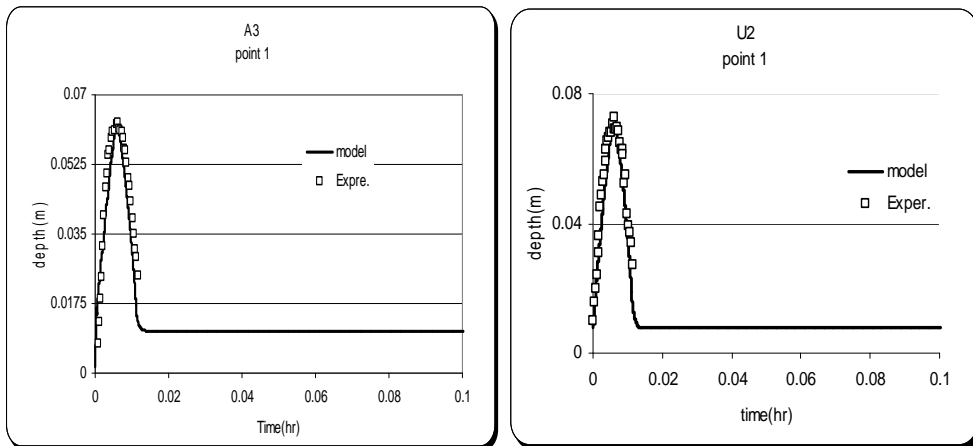 A3
point 1
0.07
0.0525
0.035
0.0175
0
depth(m)
model
Expre.
0 0.02 0.04 0.06 0.08 0.1
Time(hr)
U2
point 1
0.08
0.04
0
depth(m)
model
Exper.
0 0.02 0.04 0.06 0.08 0.1
time(hr)